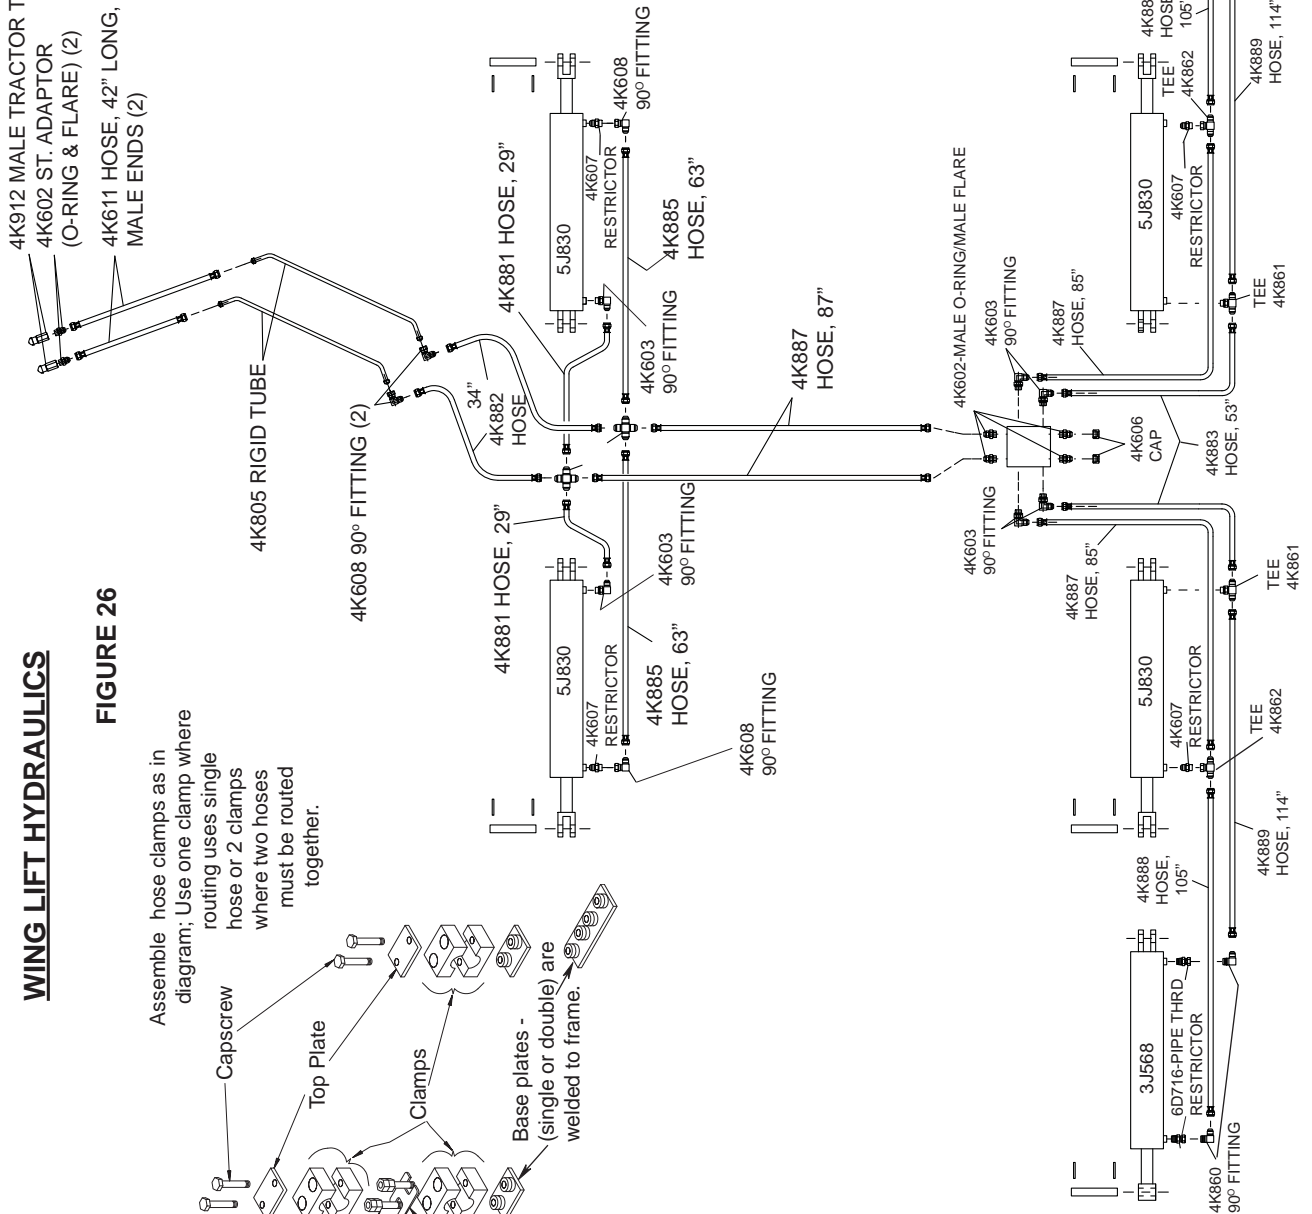 WING LIFT HYDRAULICS
FIGURE 26
Assemble hose clamps as in
diagram; Use one clamp where
routing uses single
hose or 2 clamps
where two hoses
must be routed
together.
Capscrew
Top Plate
Clamps
Base plates -
(single or double) are
welded to frame.
4K912 MALE TRACTOR
4K602 ST. ADAPTOR
(O-RING & FLARE) (2)
4K611 HOSE, 42” LONG,
MALE ENDS (2)
4K805 RIGID TUBE
4K608 90º FITTING (2)
34”
4K882
HOSE
4K881 HOSE, 29”
4K881 HOSE, 29”
5J830
4K607
RESTRICTOR
4K608
90º FITTING
4K885
HOSE, 63”
4K603
90º FITTING
5J830
4K607
RESTRICTOR
4K885
HOSE, 63”
4K603
90º FITTING
4K608
90º FITTING
4K887
HOSE, 87”
4K602-MALE O-RING/MALE FLARE
4K603
90º FITTING
4K887
HOSE, 85”
4K606
CAP
4K883
HOSE, 53”
4K603
90º FITTING
4K887
HOSE, 85”
TEE
4K861
5J830
4K607
RESTRICTOR
TEE
4K862
4K888
HOSE,
105”
4K889
HOSE, 114”
3J568
6D716-PIPE THRD
RESTRICTOR
4K860
90º FITTING
5J830
4K607
RESTRICTOR
TEE
4K862
TEE
4K861
HOSE
105”
4K889
HOSE, 114”